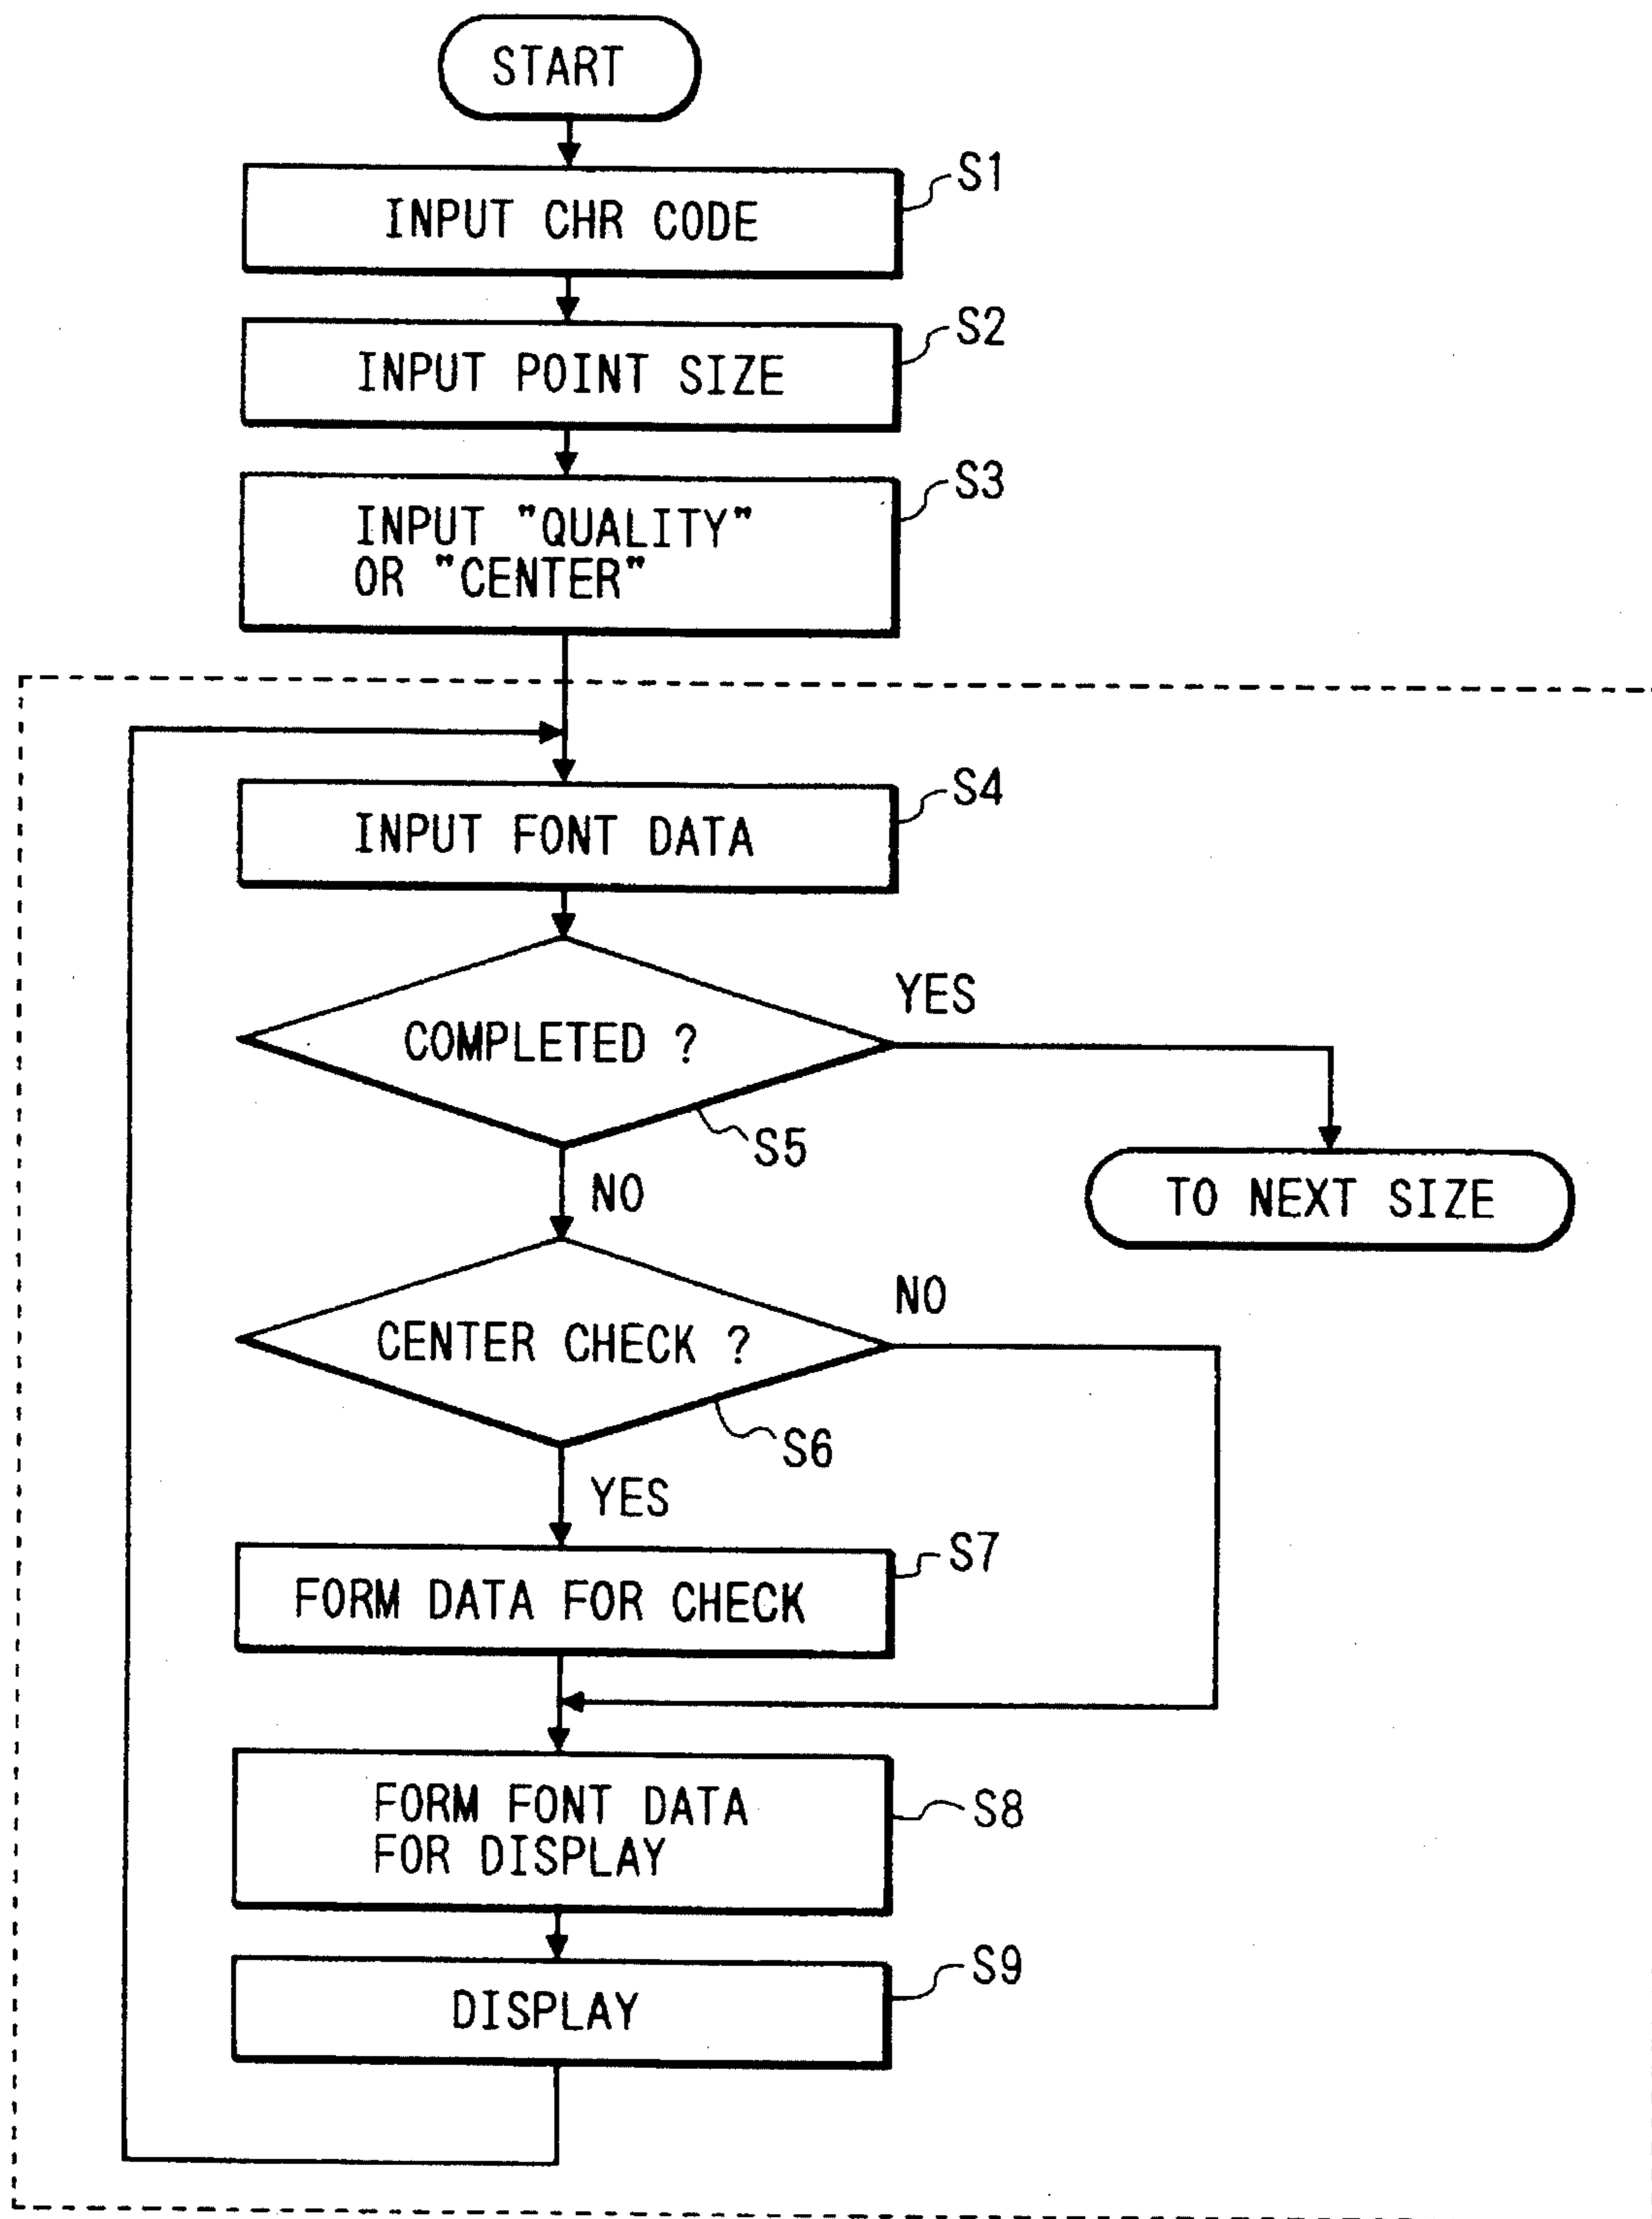 START
INPUT CHR CODE
S1
INPUT POINT SIZE
S2
INPUT "QUALITY"
OR "CENTER"
S3
INPUT FONT DATA
S4
COMPLETED ?
YES
S5
NO
TO NEXT SIZE
CENTER CHECK ?
NO
S6
YES
FORM DATA FOR CHECK
S7
FORM FONT DATA
FOR DISPLAY
S8
DISPLAY
S9